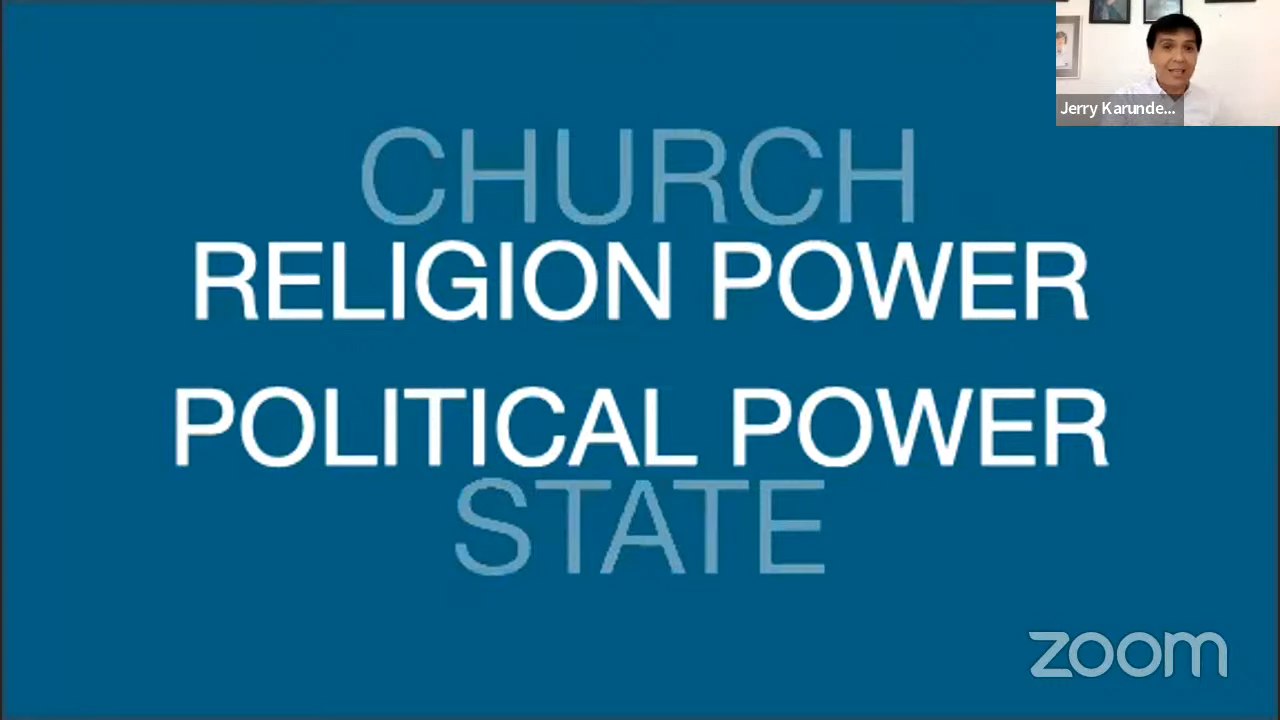 Jerry Karunde...
CHURCH
RELIGION POWER
POLITICAL POWER
STATE
zoom